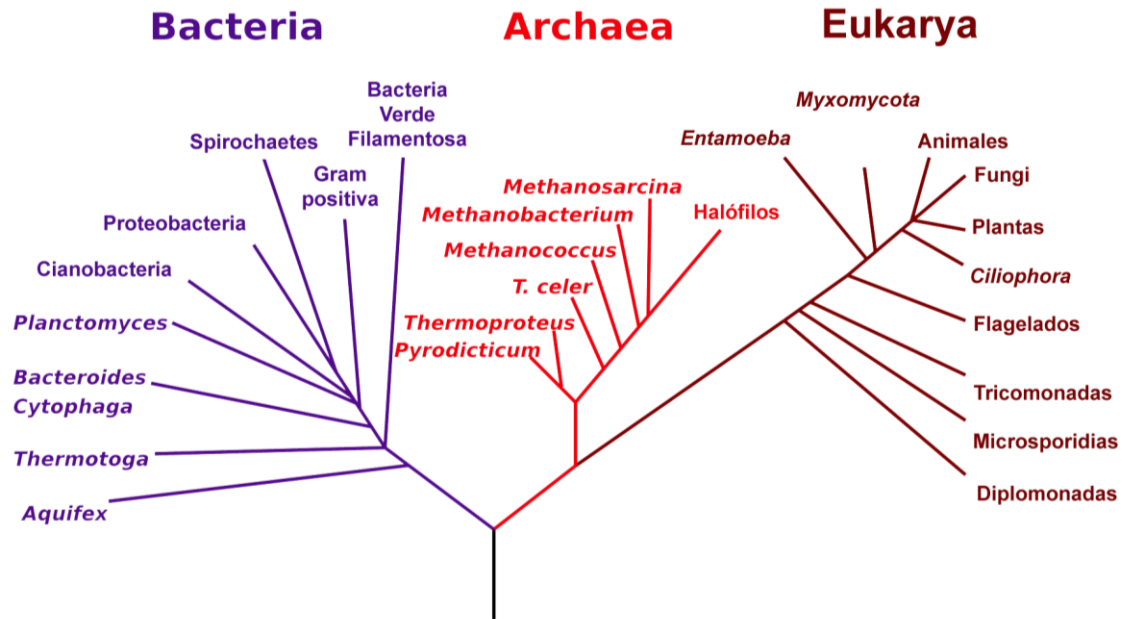 Bacteria
Archaea
Eukarya
Bacteria
Verde
Filamentosa
Spirochaetes
Gram
positiva
Proteobacteria
Cianobacteria
Planctomyces
Bacteroides
Cytophaga
Thermotoga
Aquifex
Methanosarcina
Methanobacterium
Halófilos
Methanococcus
T. celer
Thermoproteus
Pyrodicticum
Myxomycota
Entamoeba
Animales
Fungi
Plantas
Ciliophora
Flagelados
Tricomonadas
Microsporidias
Diplomonadas